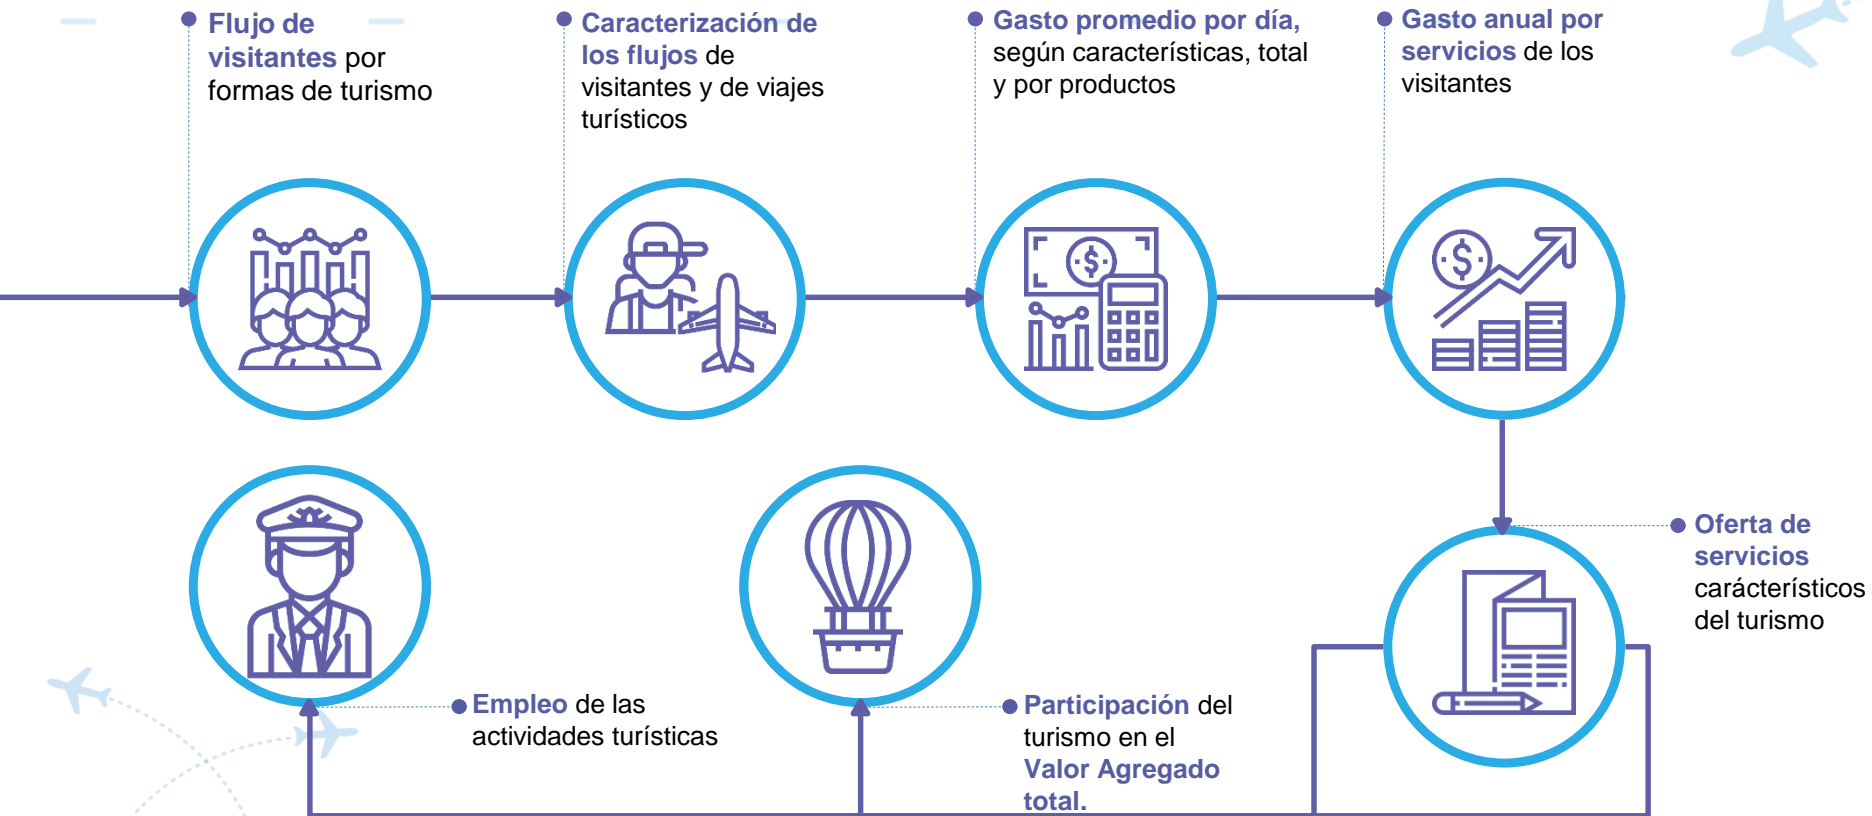 Flujo de
visitantes por
formas de turismo
Caracterización de
los flujos de
visitantes y de viajes
turísticos
Gasto promedio por día,
según características, total
y por productos
Gasto anual por
servicios de los
visitantes
Oferta de
servicios
carácterísticos
del turismo
Participación del
turismo en el
Valor Agregado
total.
Empleo de las
actividades turísticas